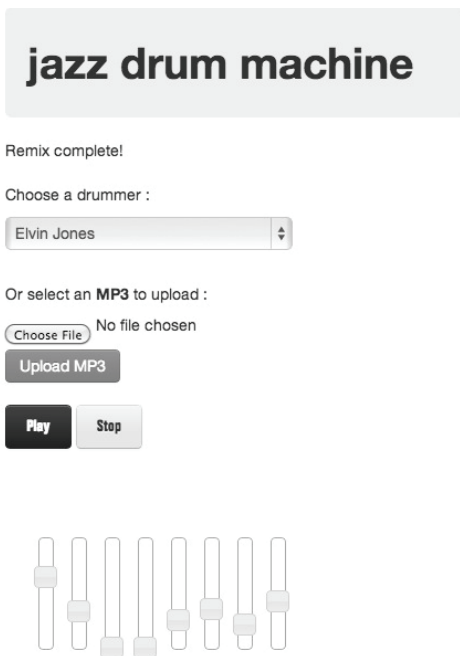 jazz drum machine
Remix complete!
Choose a drummer :
Elvin Jones
Or select an MP3 to upload :
Choose File No file chosen
Upload MP3
Play Stop